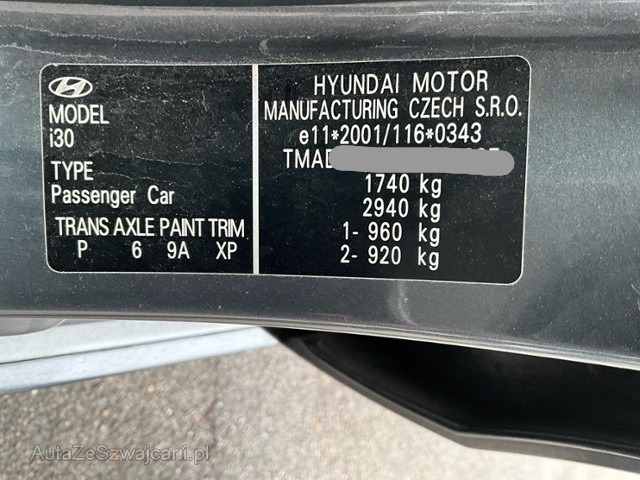 MODEL
i30
TYPE
Passenger Car
TRANS AXLE PAINT TRIM
P 6 9A XP
HYUNDAI MOTOR
MANUFACTURING CZECH S.R.O.
e11*2001/116*0343
1740 kg
2940 kg
1- 960 kg
2- 920 kg
AutaZeSzwajcarii.pl